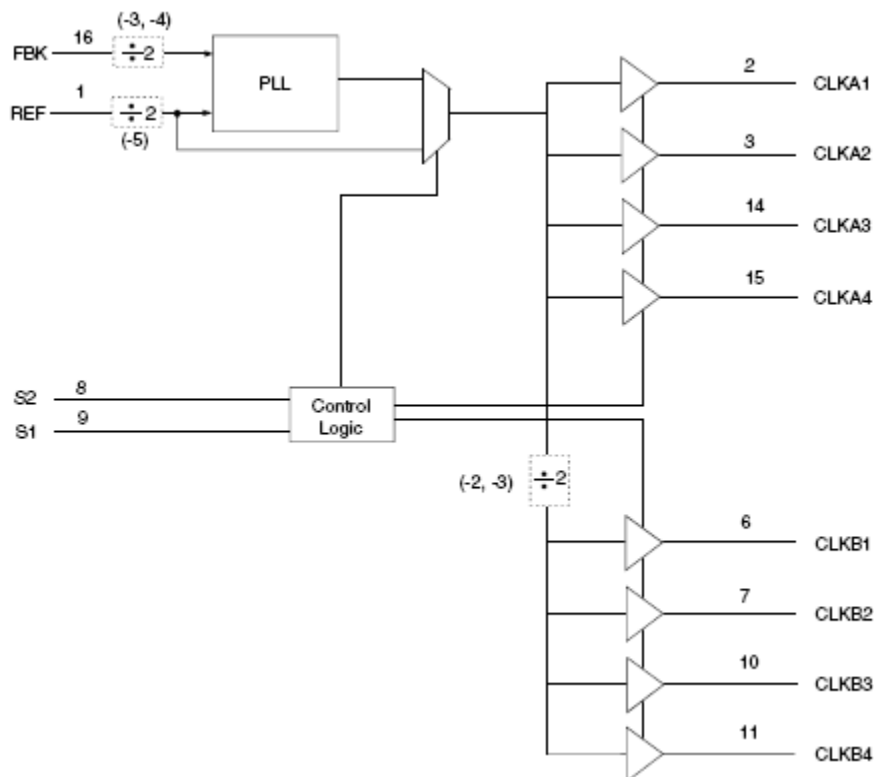 (-3, -4)
FBK 16 ÷2
PLL
REF 1 ÷2
(-5)
2 CLKA1
3 CLKA2
14 CLKA3
15 CLKA4
S2 8
S1 9
Control
Logic
(-2, -3) ÷2
6 CLKB1
7 CLKB2
10 CLKB3
11 CLKB4